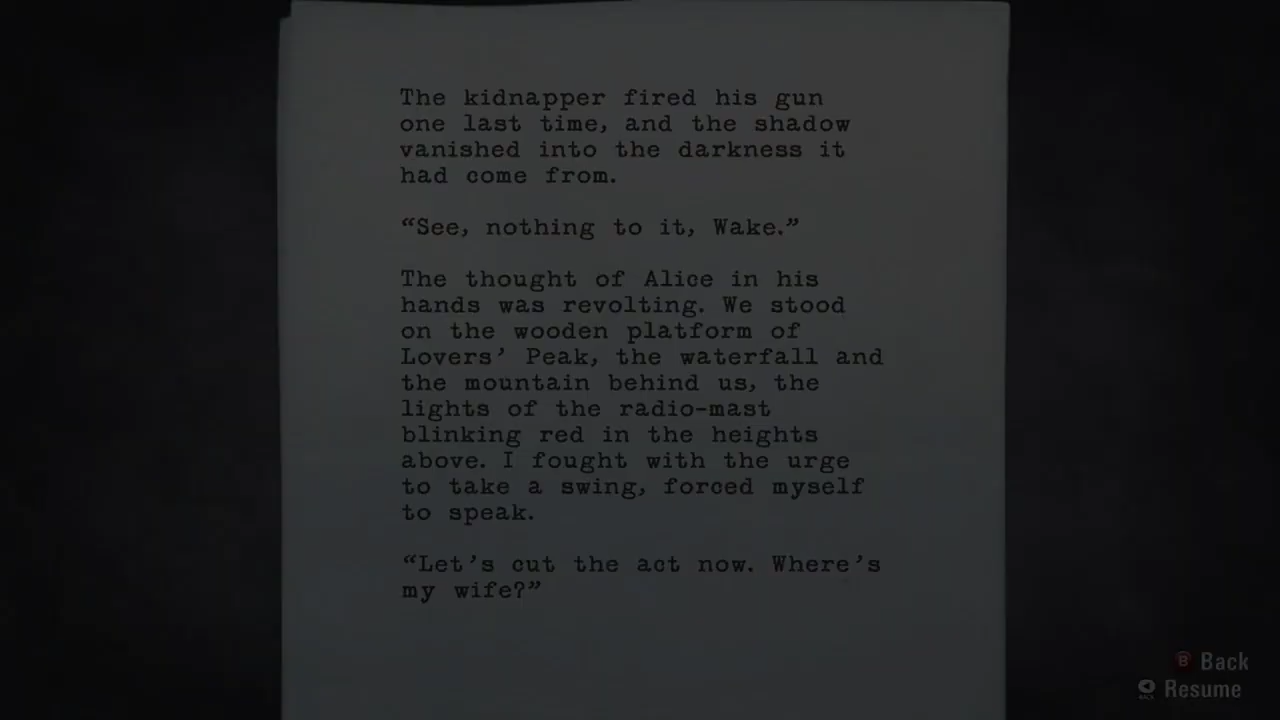 The kidnapper fired his gun
one last time, and the shadow
vanished into the darkness it
had come from.
“See, nothing to it, Wake.”
The thought of Alice in his
hands was revolting. We stood
on the wooden platform of
Lovers’ Peak, the waterfall and
the mountain behind us, the
lights of the radio-mast
blinking red in the heights
above. I fought with the urge
to take a swing, forced myself
to speak.
“Let’s cut the act now. Where’s
my wife?”
B Back
BACK Resume